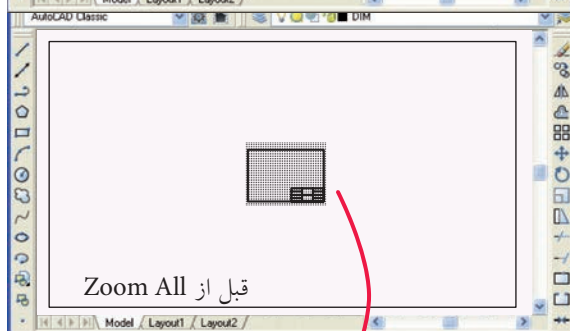 Model / Layout1 / Layout2 /
AutoCAD Classic DIM
قبل از Zoom All
Model / Layout1 / Layout2 /